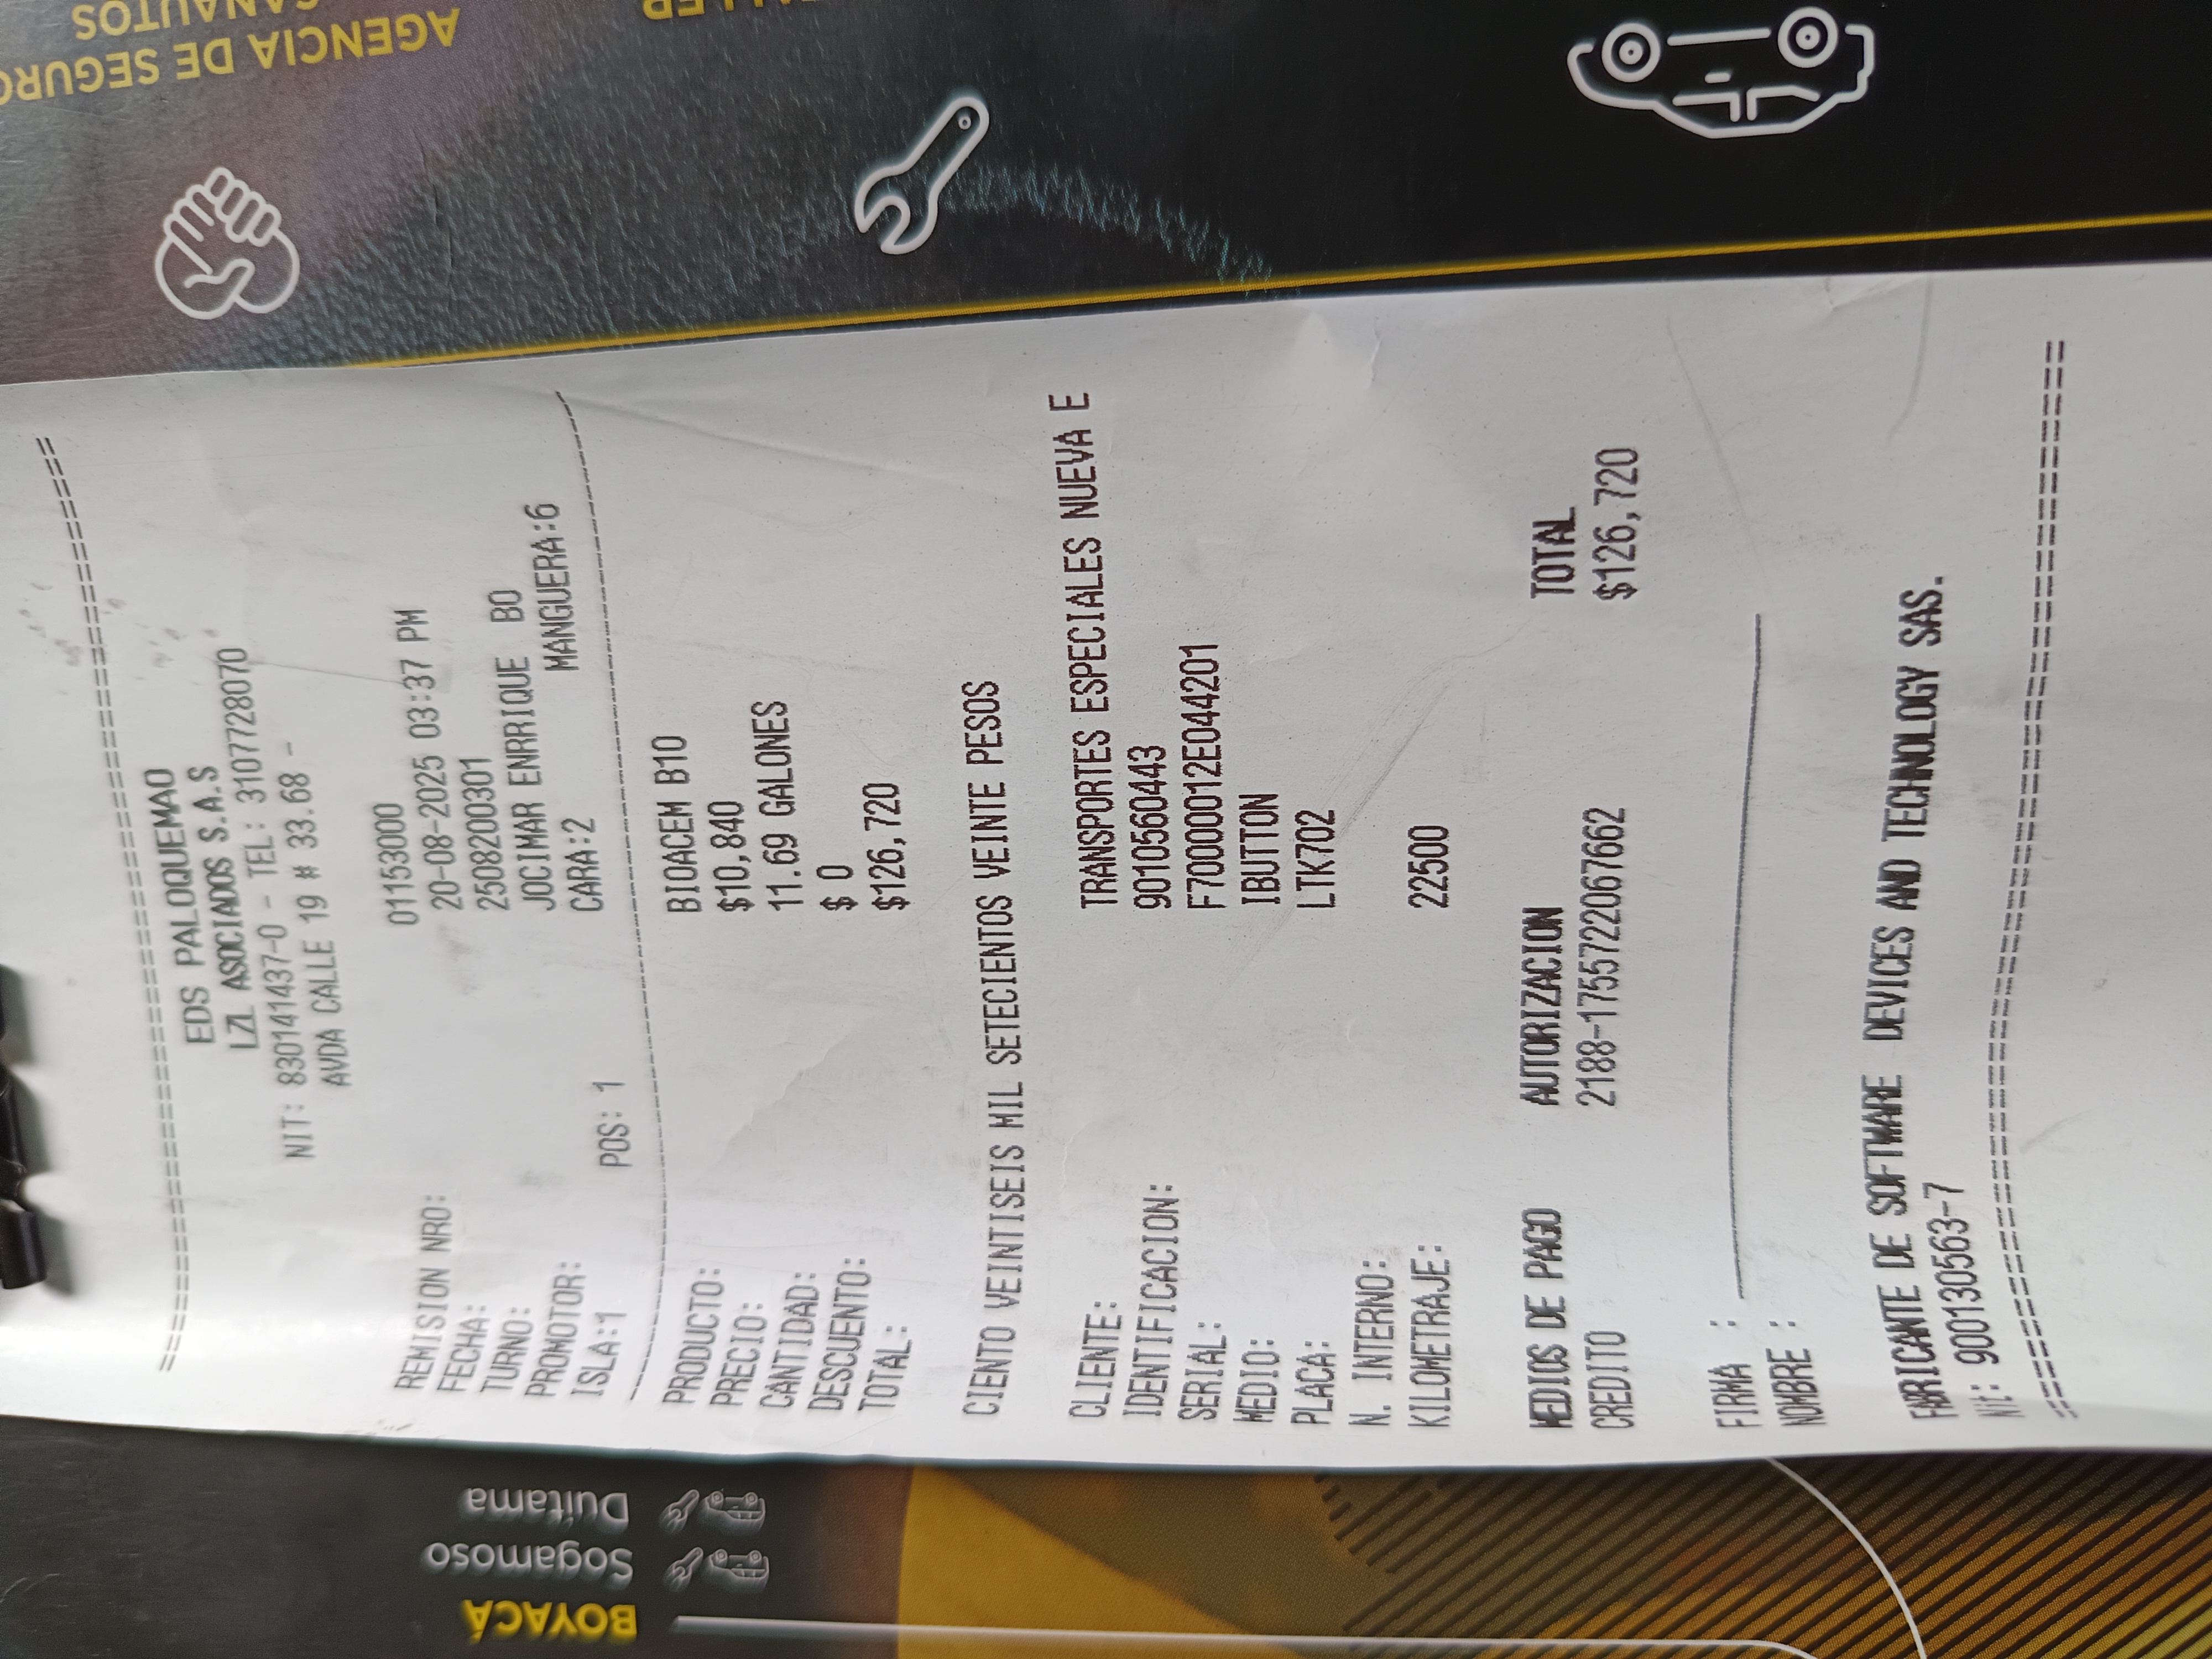 ================================================
EDS PALOQUEMAO
LZL ASOCIADOS S.A.S
NIT: 830141437-0 - TEL: 3107728070
AVDA CALLE 19 # 33.68 -
REMISION NRO: 01153000
FECHA: 20-08-2025 03:37 PM
TURNO: 2508200301
PROMOTOR: JOCIMAR ENRRIQUE BO
ISLA:1 POS: 1 CARA:2 MANGUERA:6
------------------------------------------------
PRODUCTO: BIOACEM B10
PRECIO: $10,840
CANTIDAD: 11.69 GALONES
DESCUENTO: $ 0
TOTAL: $126,720
CIENTO VEINTISEIS MIL SETECIENTOS VEINTE PESOS
CLIENTE: TRANSPORTES ESPECIALES NUEVA E
IDENTIFICACION: 9010560443
SERIAL: F70000012E044201
MEDIO: IBUTTON
PLACA: LTK702
N. INTERNO:
KILOMETRAJE: 22500
MEDIOS DE PAGO AUTORIZACION TOTAL
CREDITO 2188-1755722067662 $126,720
FIRMA :
NOMBRE :
FABRICANTE DE SOFTWARE DEVICES AND TECHNOLOGY SAS.
Nit: 900130563-7
================================================
AGENCIA DE SEGURO
CANAUTOS
TALLER
BOYACÁ
Sogamoso
Duitama